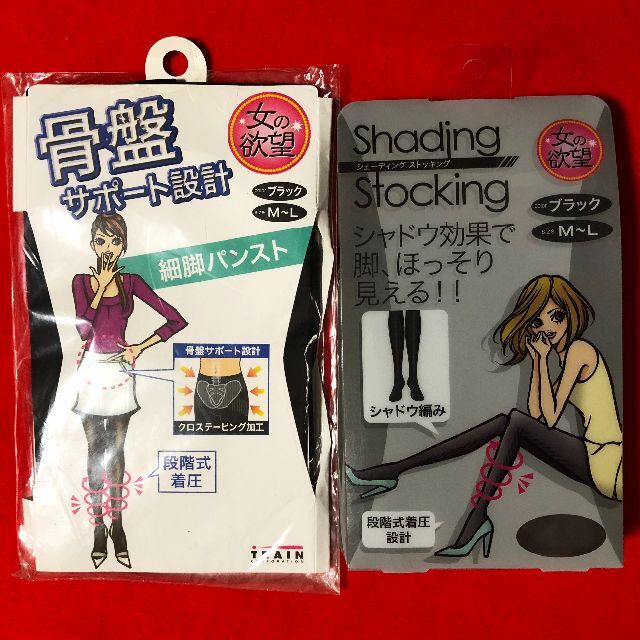 骨盤
サポート設計
女の
欲望
color ブラック
size M〜L
細脚パンスト
骨盤サポート設計
クロステーピング加工
段階式
着圧
TRAIN
CORPORATION
Shading
シェーディング ストッキング
Stocking
女の
欲望
color ブラック
size M〜L
シャドウ効果で
脚、ほっそり
見える!!
シャドウ編み
段階式着圧
設計